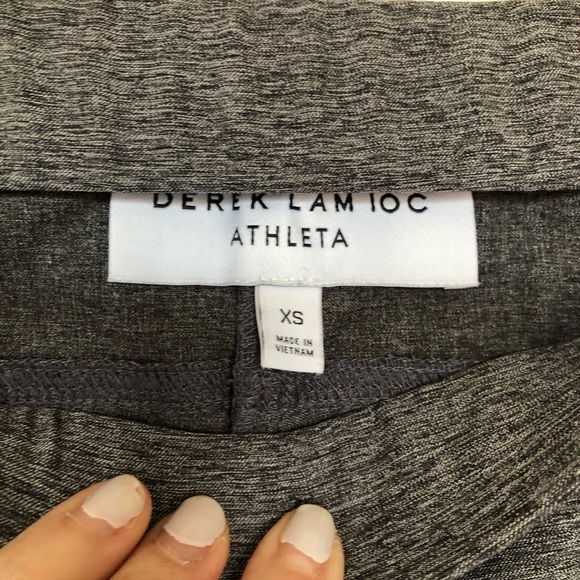 DEREK LAM 10C
ATHLETA
XS
MADE IN
VIETNAM